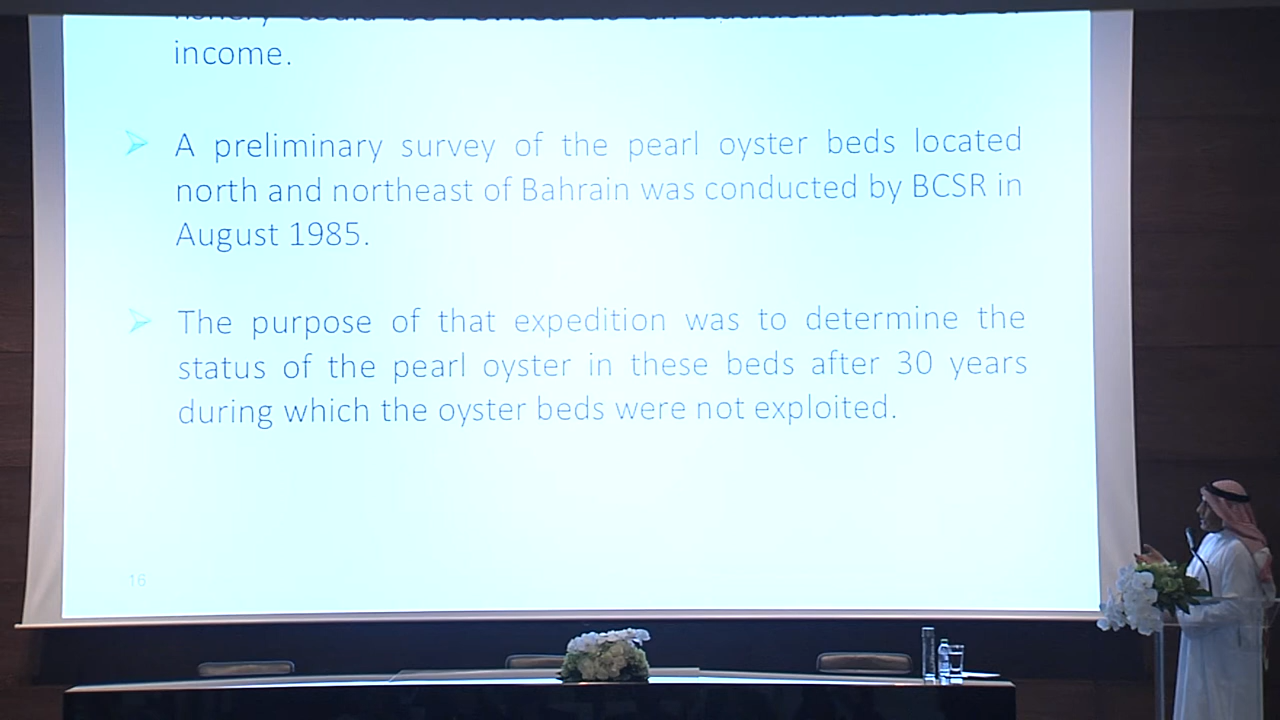 income.
A preliminary survey of the pearl oyster beds located
north and northeast of Bahrain was conducted by BCSR in
August 1985.
The purpose of that expedition was to determine the
status of the pearl oyster in these beds after 30 years
during which the oyster beds were not exploited.
16